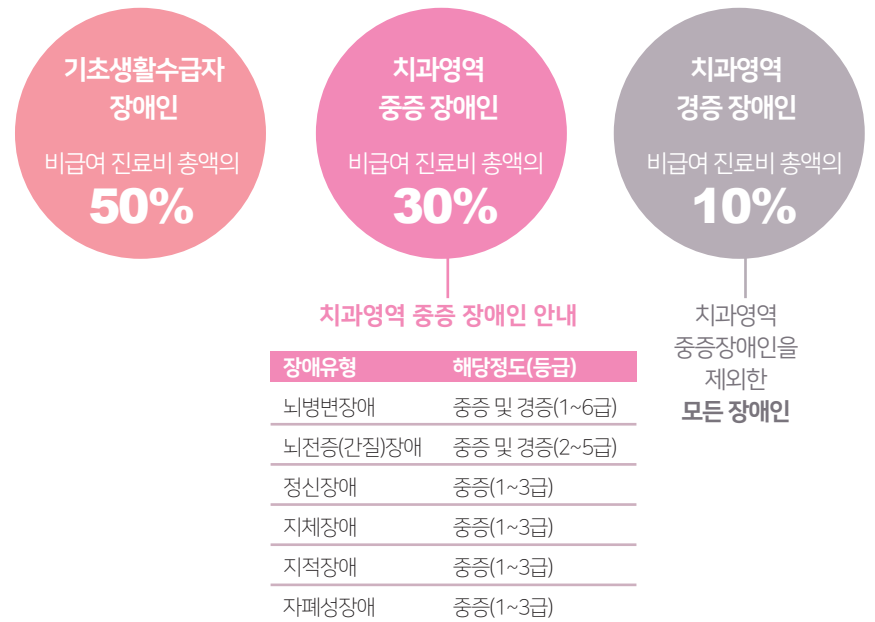 기초생활수급자
장애인
비급여 진료비 총액의
50%
치과영역
중증 장애인
비급여 진료비 총액의
30%
치과영역
경증 장애인
비급여 진료비 총액의
10%
치과영역 중증 장애인 안내
장애유형 해당정도(등급)
뇌병변장애 중증 및 경증(1~6급)
뇌전증(간질)장애 중증 및 경증(2~5급)
정신장애 중증(1~3급)
지체장애 중증(1~3급)
지적장애 중증(1~3급)
자폐성장애 중증(1~3급)
치과영역
중증장애인을
제외한
모든 장애인